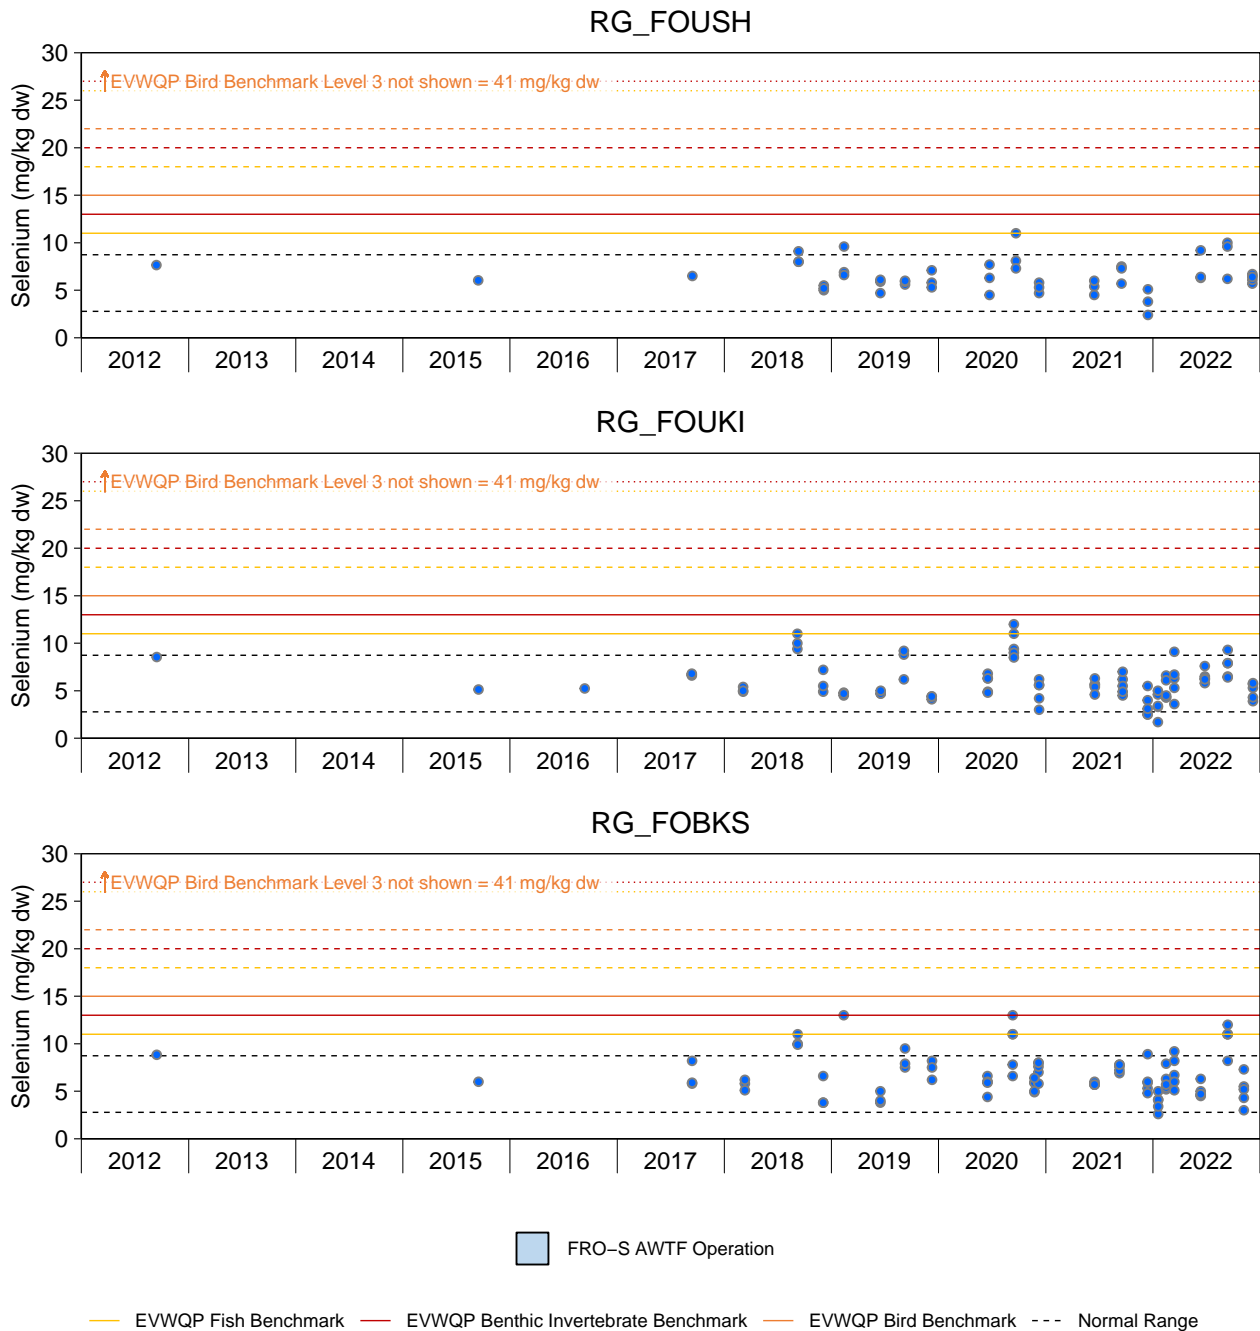 RG_FOUSH
Selenium (mg/kg dw)
30
25
20
15
10
5
0
EVWQP Bird Benchmark Level 3 not shown = 41 mg/kg dw
2012 2013 2014 2015 2016 2017 2018 2019 2020 2021 2022
RG_FOUKI
Selenium (mg/kg dw)
30
25
20
15
10
5
0
EVWQP Bird Benchmark Level 3 not shown = 41 mg/kg dw
2012 2013 2014 2015 2016 2017 2018 2019 2020 2021 2022
RG_FOBKS
Selenium (mg/kg dw)
30
25
20
15
10
5
0
EVWQP Bird Benchmark Level 3 not shown = 41 mg/kg dw
2012 2013 2014 2015 2016 2017 2018 2019 2020 2021 2022
FRO−S AWTF Operation
EVWQP Fish Benchmark EVWQP Benthic Invertebrate Benchmark EVWQP Bird Benchmark Normal Range